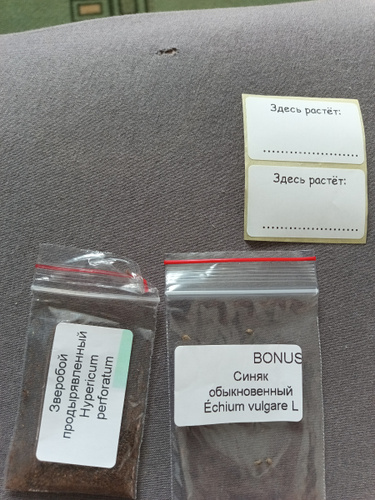 Здесь растёт:
.....................
Здесь растёт:
.....................
Зверобой
продырявленный
Hypericum
perforatum
BONUS
Синяк
обыкновенный
Échium vulgare L